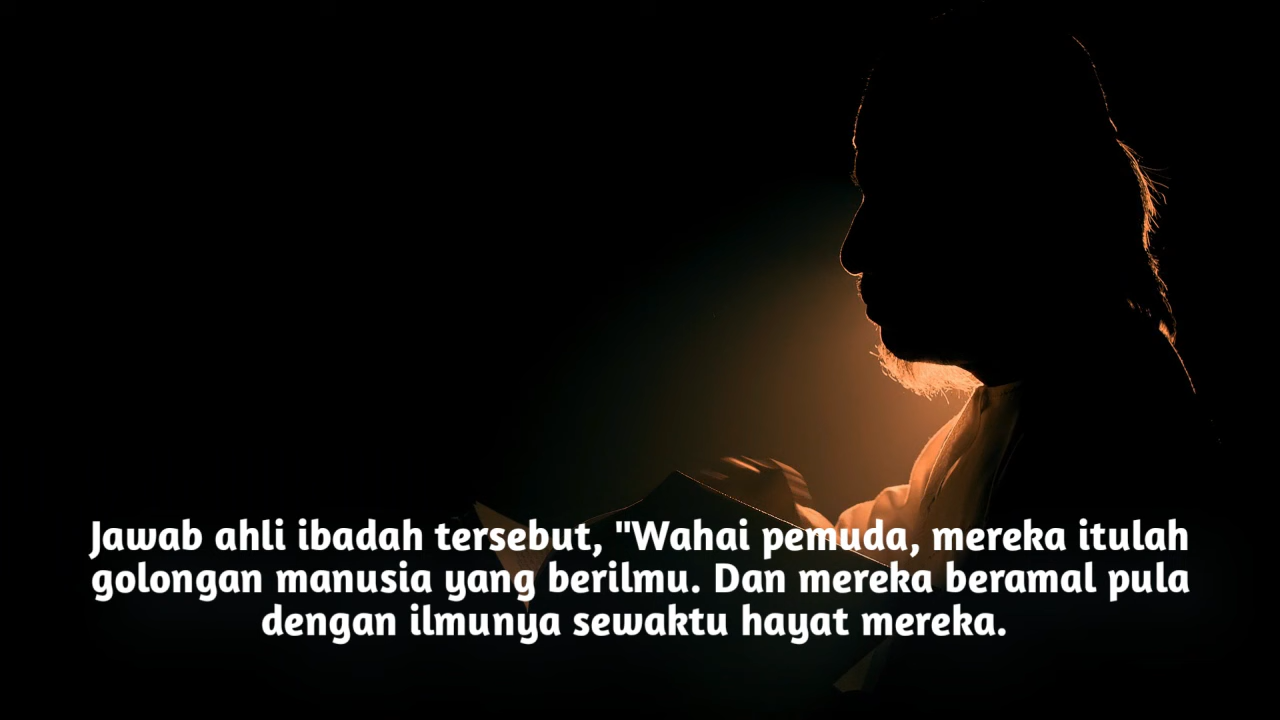 Jawab ahli ibadah tersebut, "Wahai pemuda, mereka itulah
golongan manusia yang berilmu. Dan mereka beramal pula
dengan ilmunya sewaktu hayat mereka.